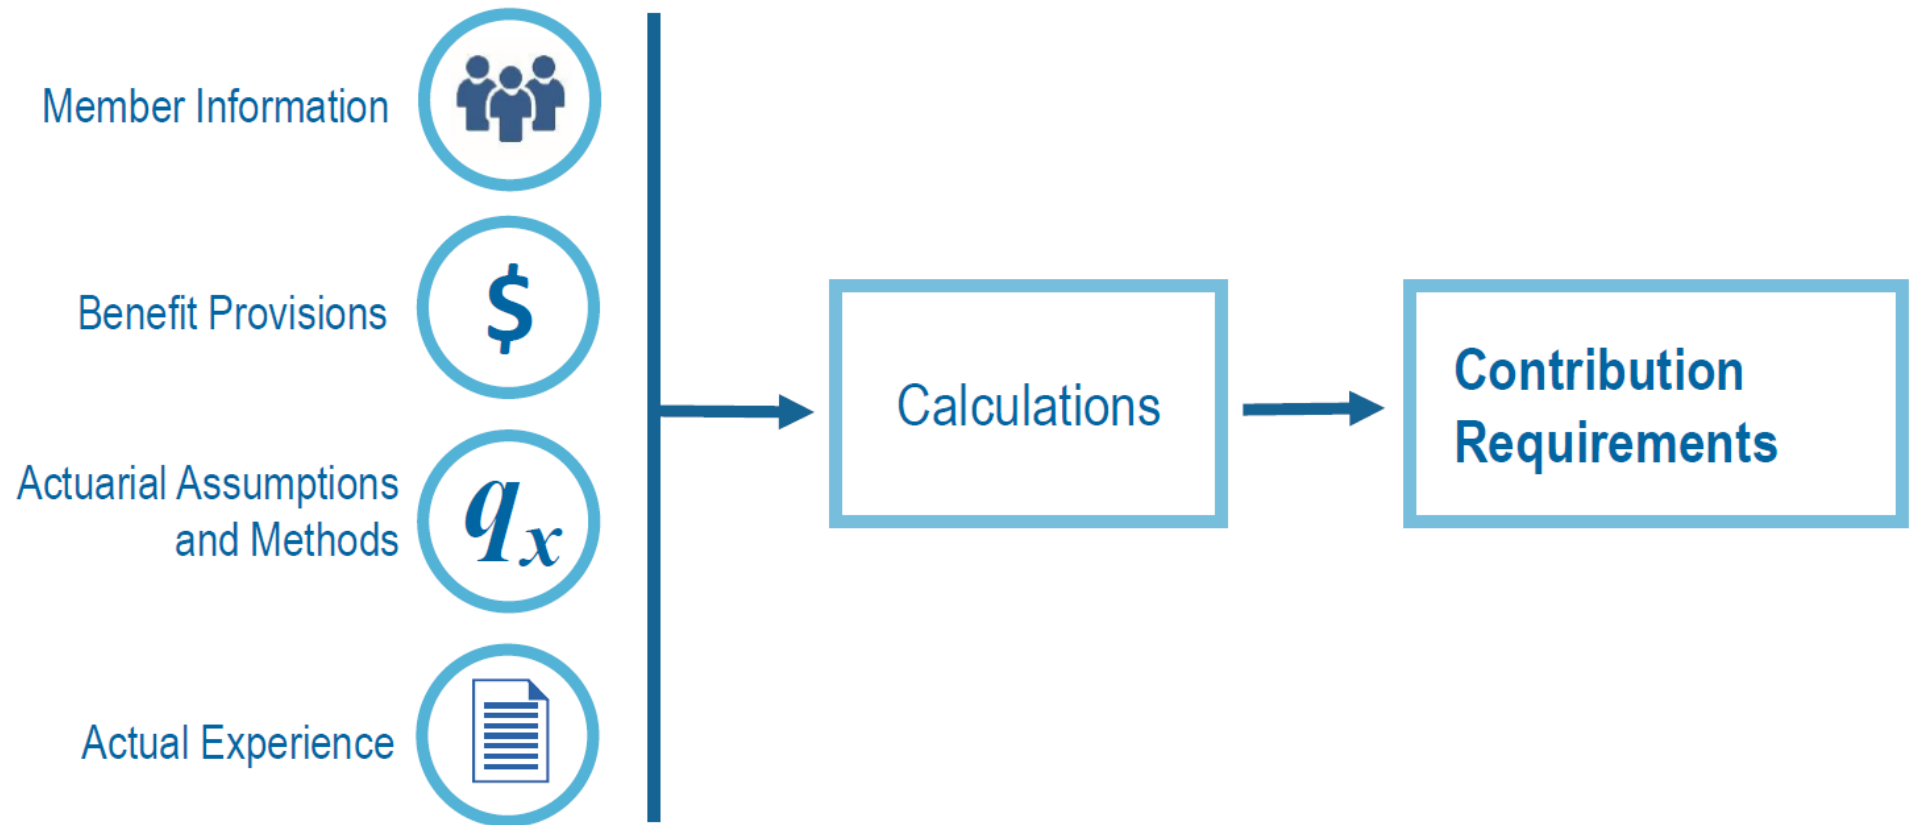 Member Information
Benefit Provisions
$
Actuarial Assumptions
and Methods
qx
Actual Experience
Calculations
Contribution
Requirements